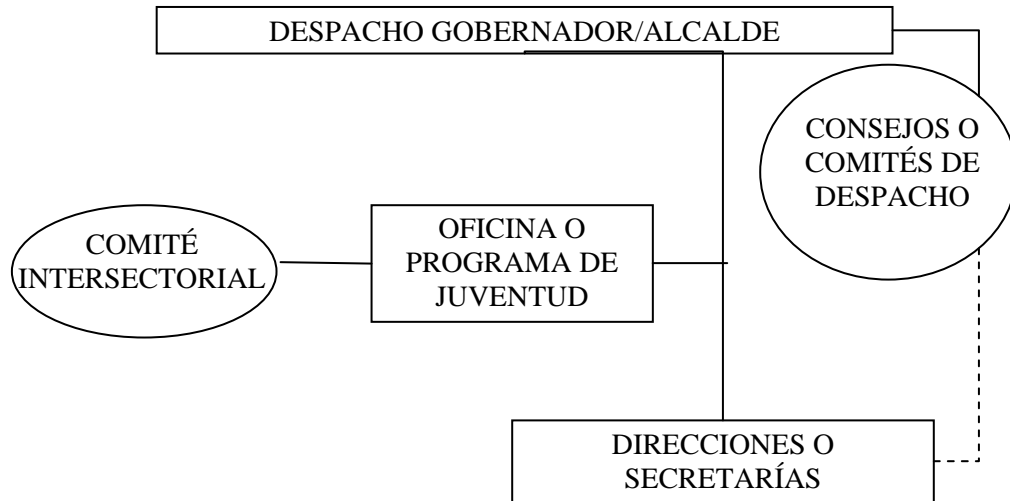 DESPACHO GOBERNADOR/ALCALDE
CONSEJOS O
COMITÉS DE
DESPACHO
COMITÉ
INTERSECTORIAL
OFICINA O
PROGRAMA DE
JUVENTUD
DIRECCIONES O
SECRETARÍAS